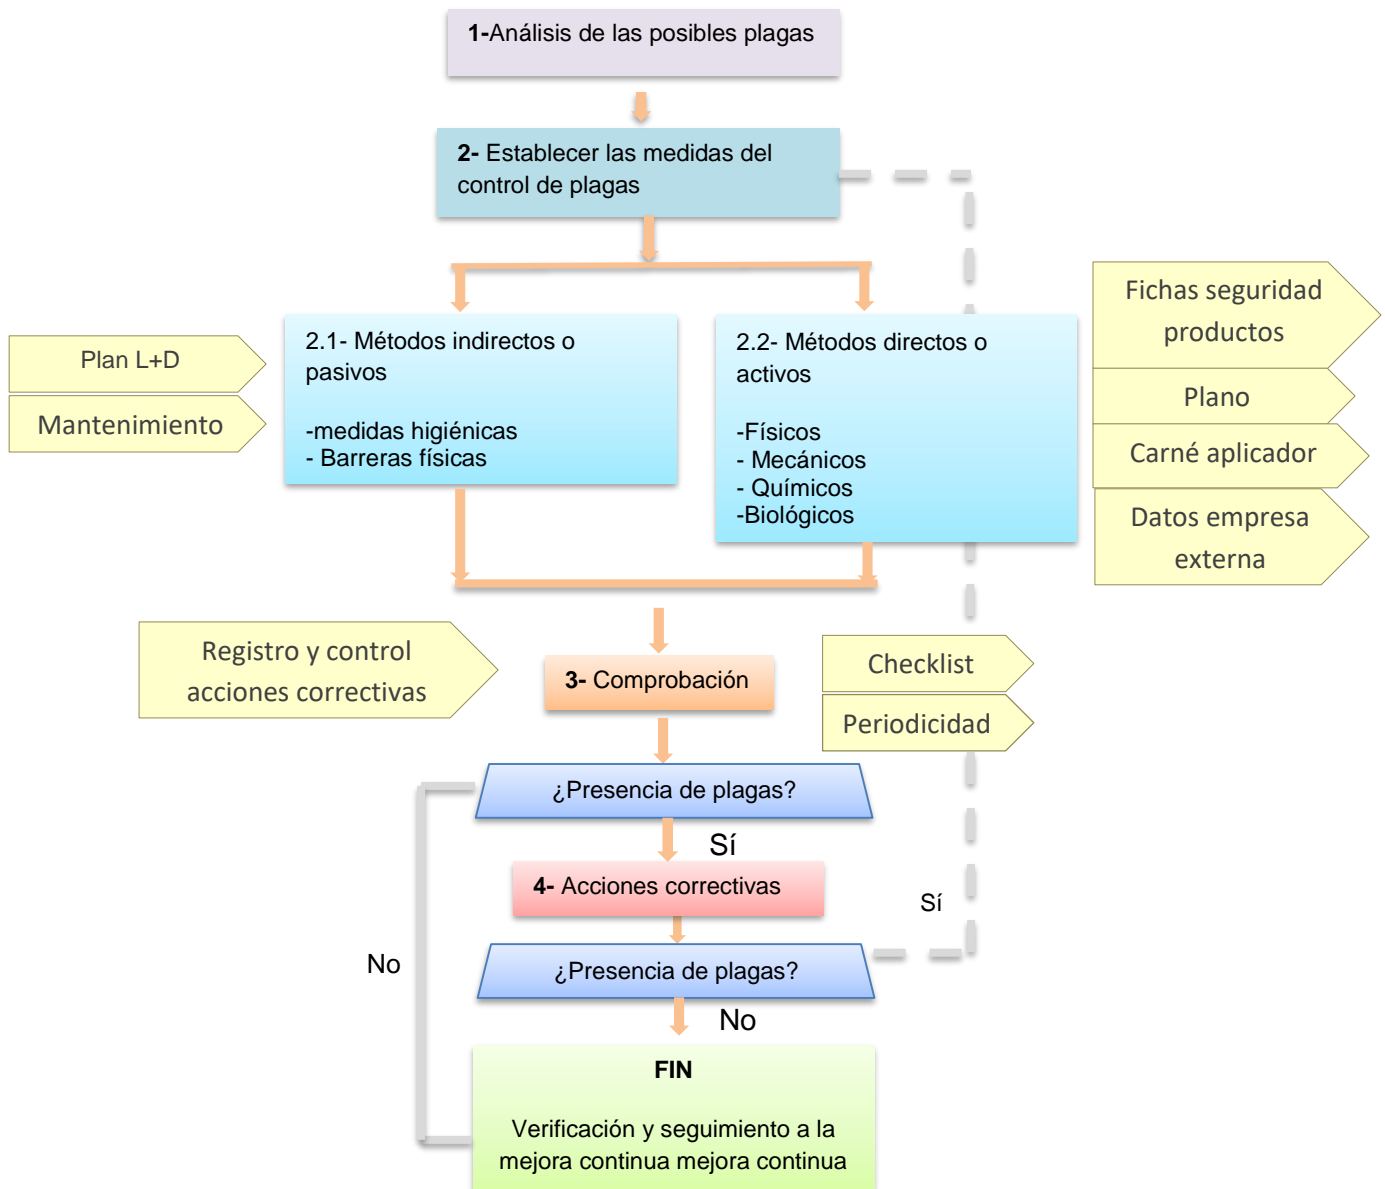 1-Análisis de las posibles plagas
2- Establecer las medidas del
control de plagas
Plan L+D
Mantenimiento
2.1- Métodos indirectos o
pasivos
-medidas higiénicas
- Barreras físicas
2.2- Métodos directos o
activos
-Físicos
- Mecánicos
- Químicos
-Biológicos
Fichas seguridad
productos
Plano
Carné aplicador
Datos empresa
externa
Registro y control
acciones correctivas
3- Comprobación
Checklist
Periodicidad
¿Presencia de plagas?
Sí
4- Acciones correctivas
Sí
No
¿Presencia de plagas?
No
FIN
Verificación y seguimiento a la
mejora continua mejora continua